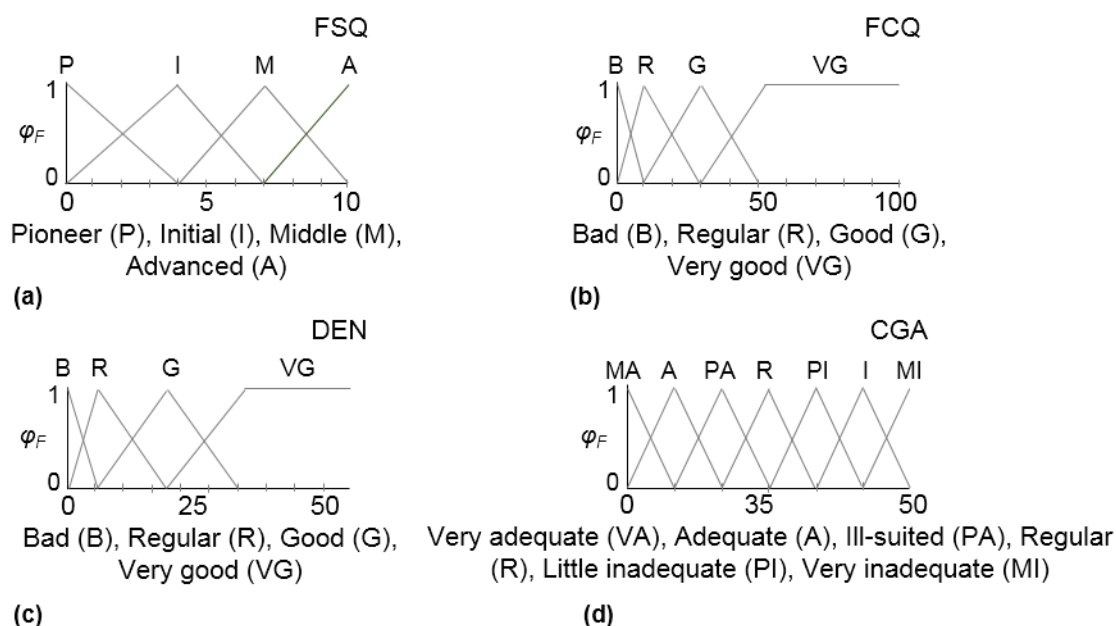 FSQ
P I M A
1
φF
0
0 5 10
Pioneer (P), Initial (I), Middle (M),
Advanced (A)
(a)
FCQ
B R G VG
1
φF
0
0 50 100
Bad (B), Regular (R), Good (G),
Very good (VG)
(b)
DEN
B R G VG
1
φF
0
0 25 50
Bad (B), Regular (R), Good (G),
Very good (VG)
(c)
CGA
MA A PA R PI I MI
1
φF
0
0 35 50
Very adequate (VA), Adequate (A), Ill-suited (PA), Regular
(R), Little inadequate (PI), Very inadequate (MI)
(d)